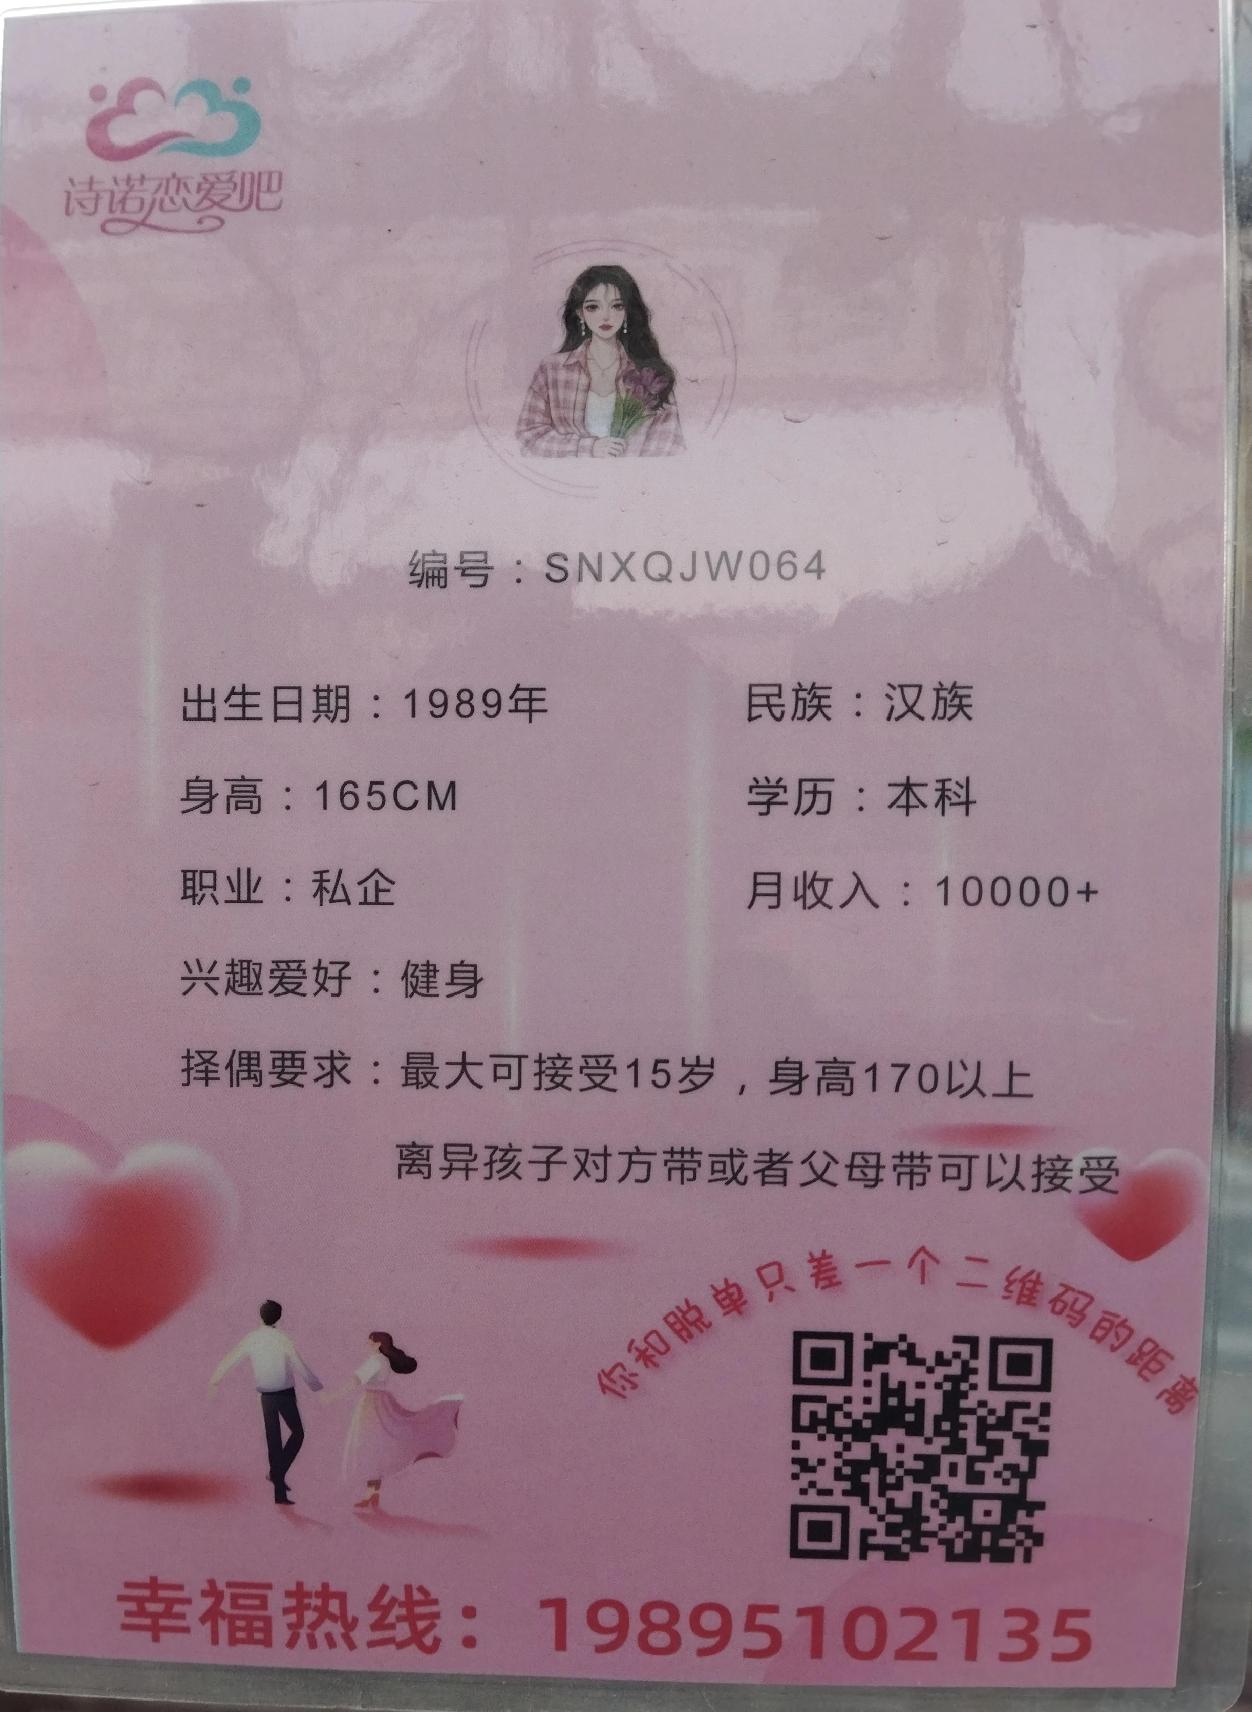 诗诺恋爱吧
编号：SNXQJW064
出生日期：1989年
民族：汉族
身高：165CM
学历：本科
职业：私企
月收入：10000+
兴趣爱好：健身
择偶要求：最大可接受15岁，身高170以上
离异孩子对方带或者父母带可以接受
你和脱单只差一个二维码的距离
幸福热线：19895102135